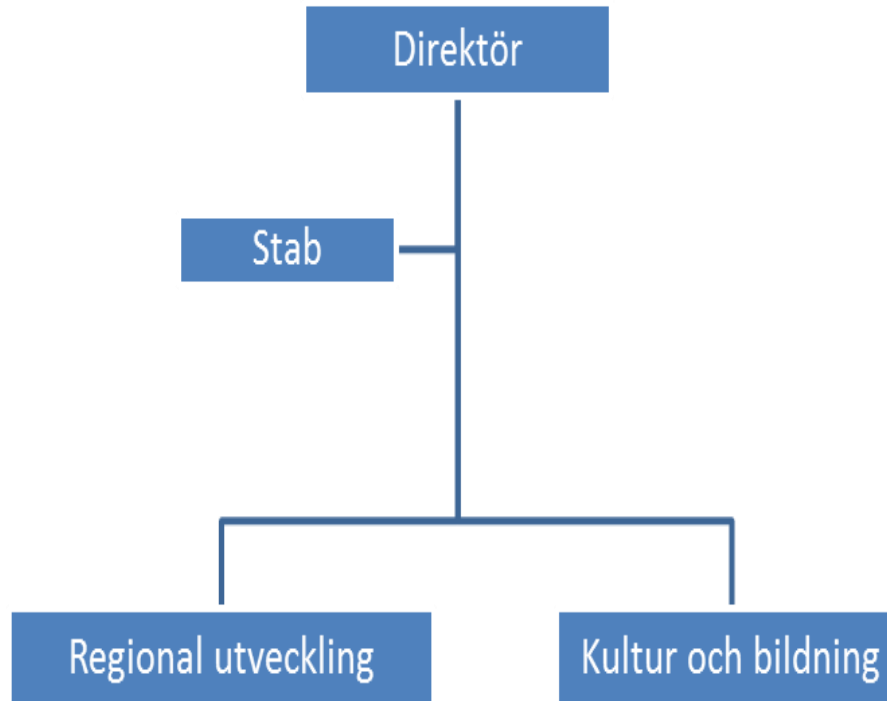 Direktör
Stab
Regional utveckling
Kultur och bildning